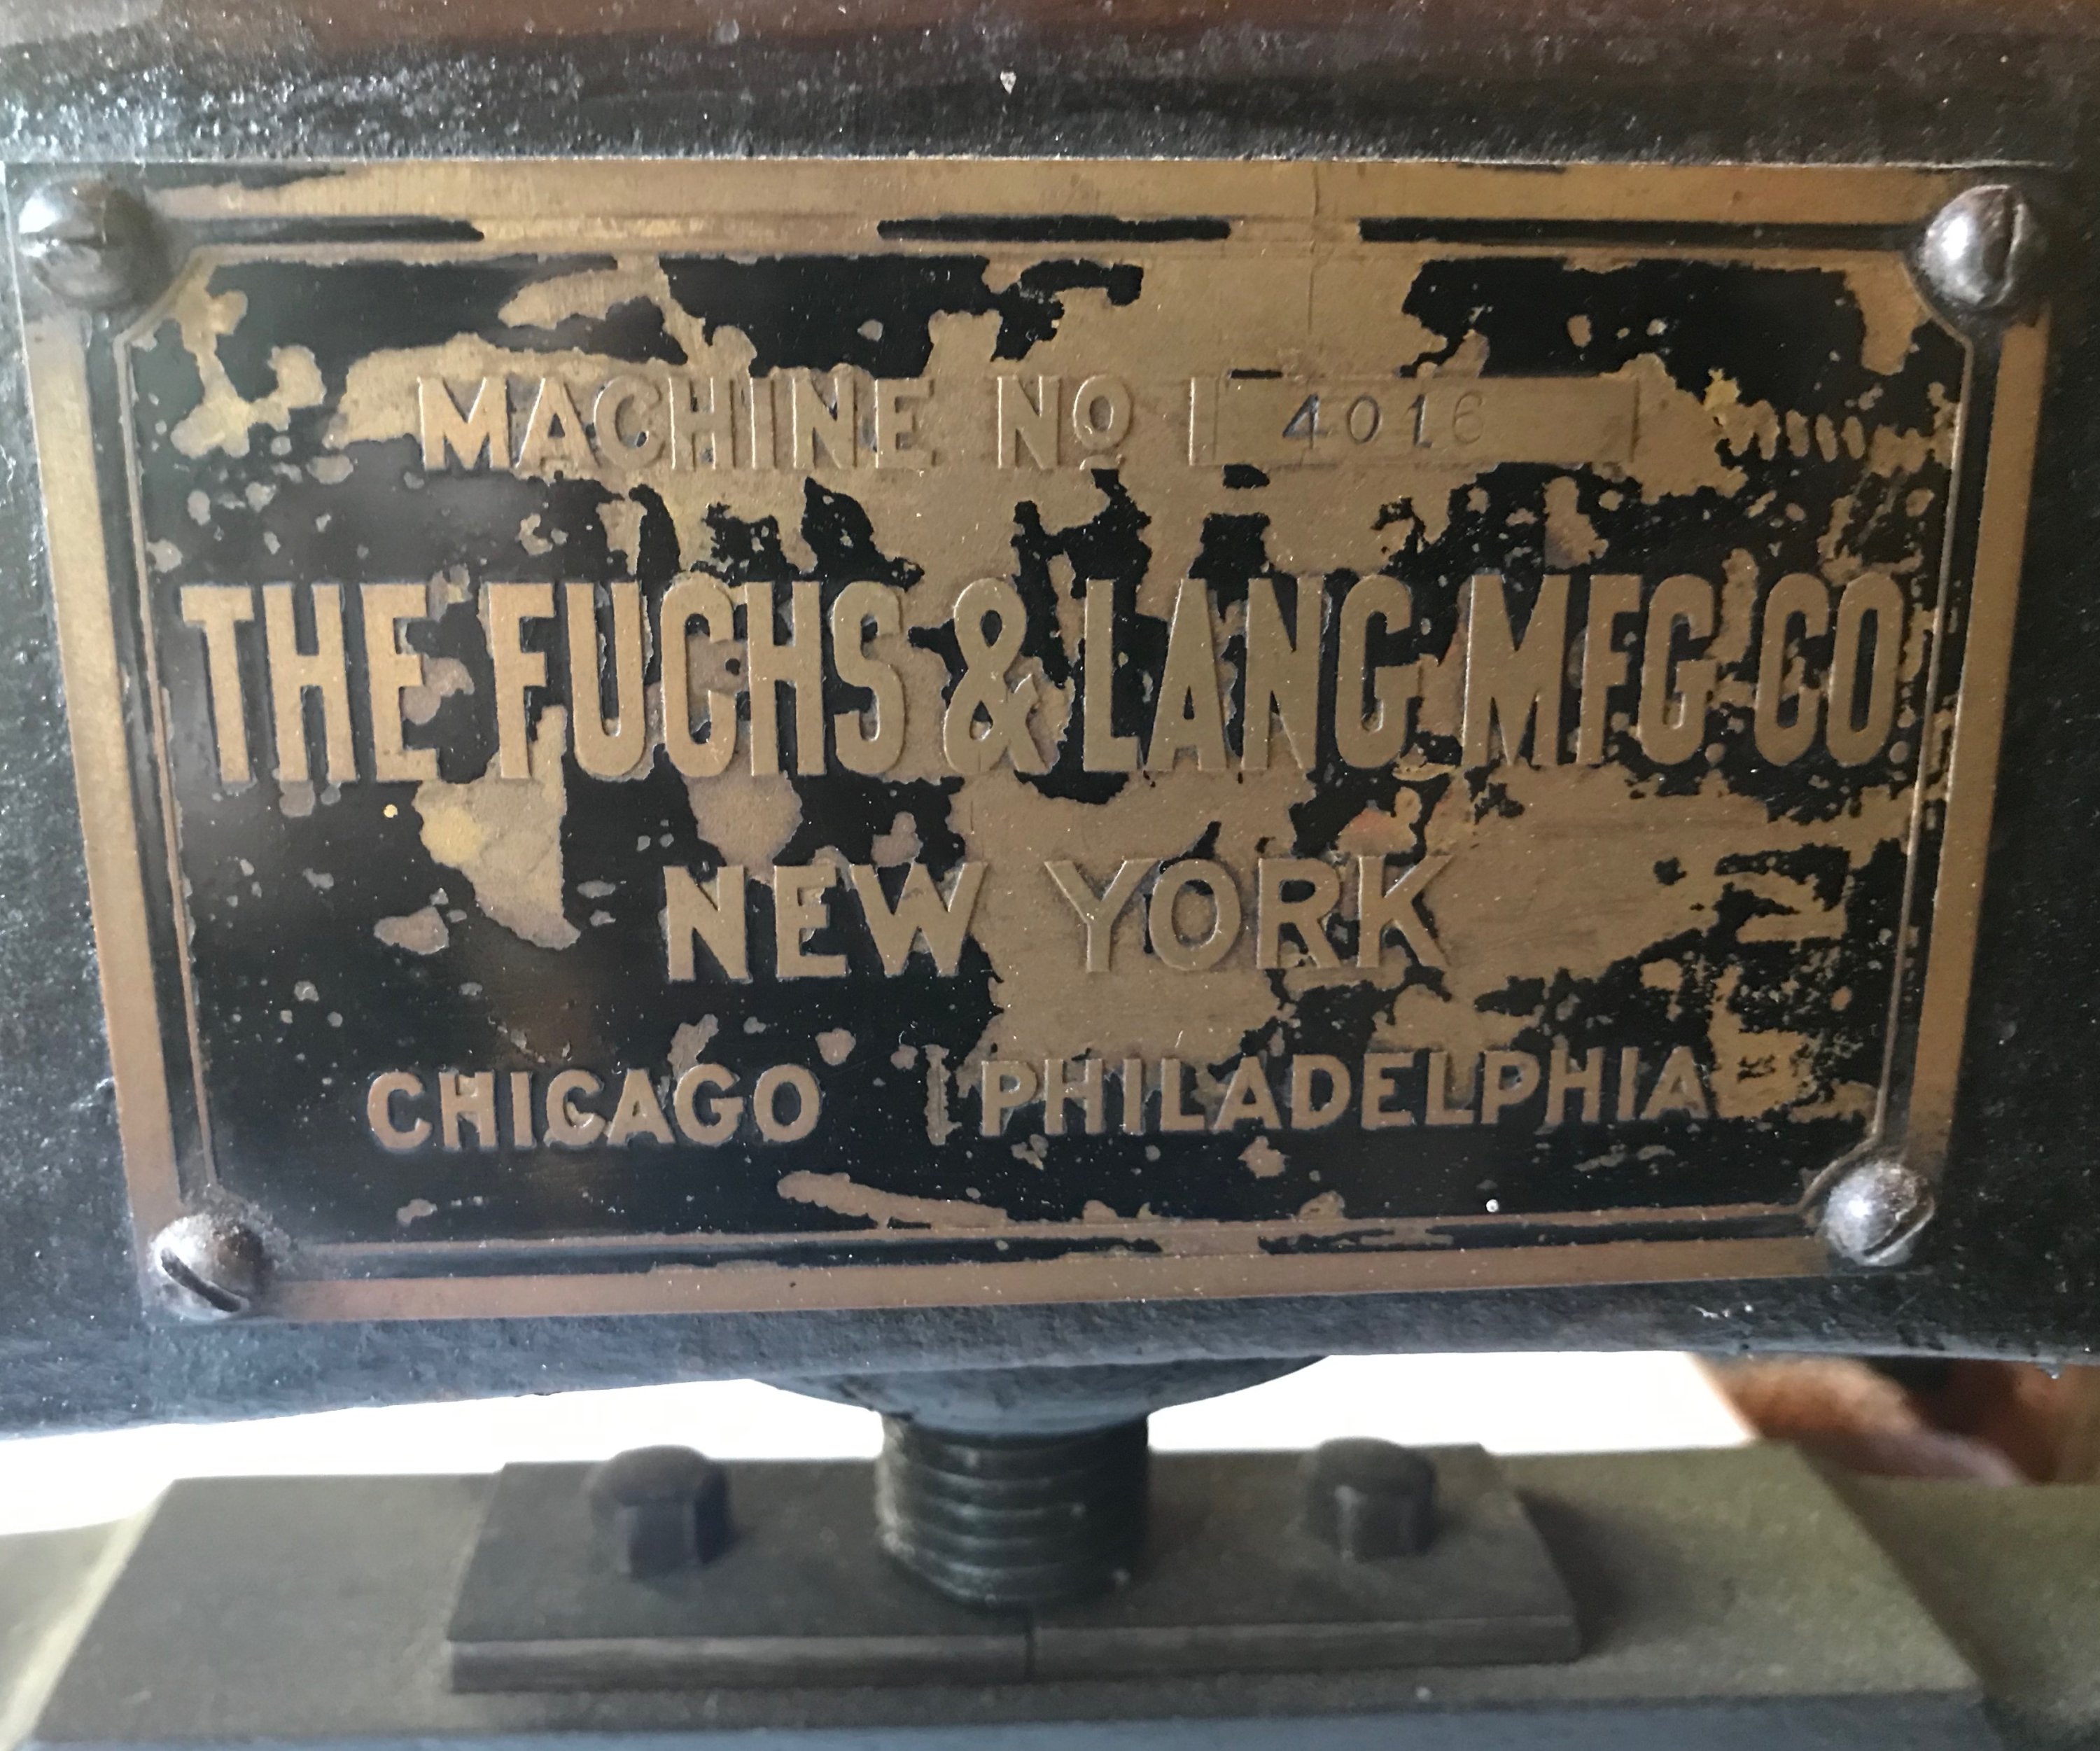 MACHINE NO 4016
THE FUCHS & LANG MFG CO
NEW YORK
CHICAGO PHILADELPHIA